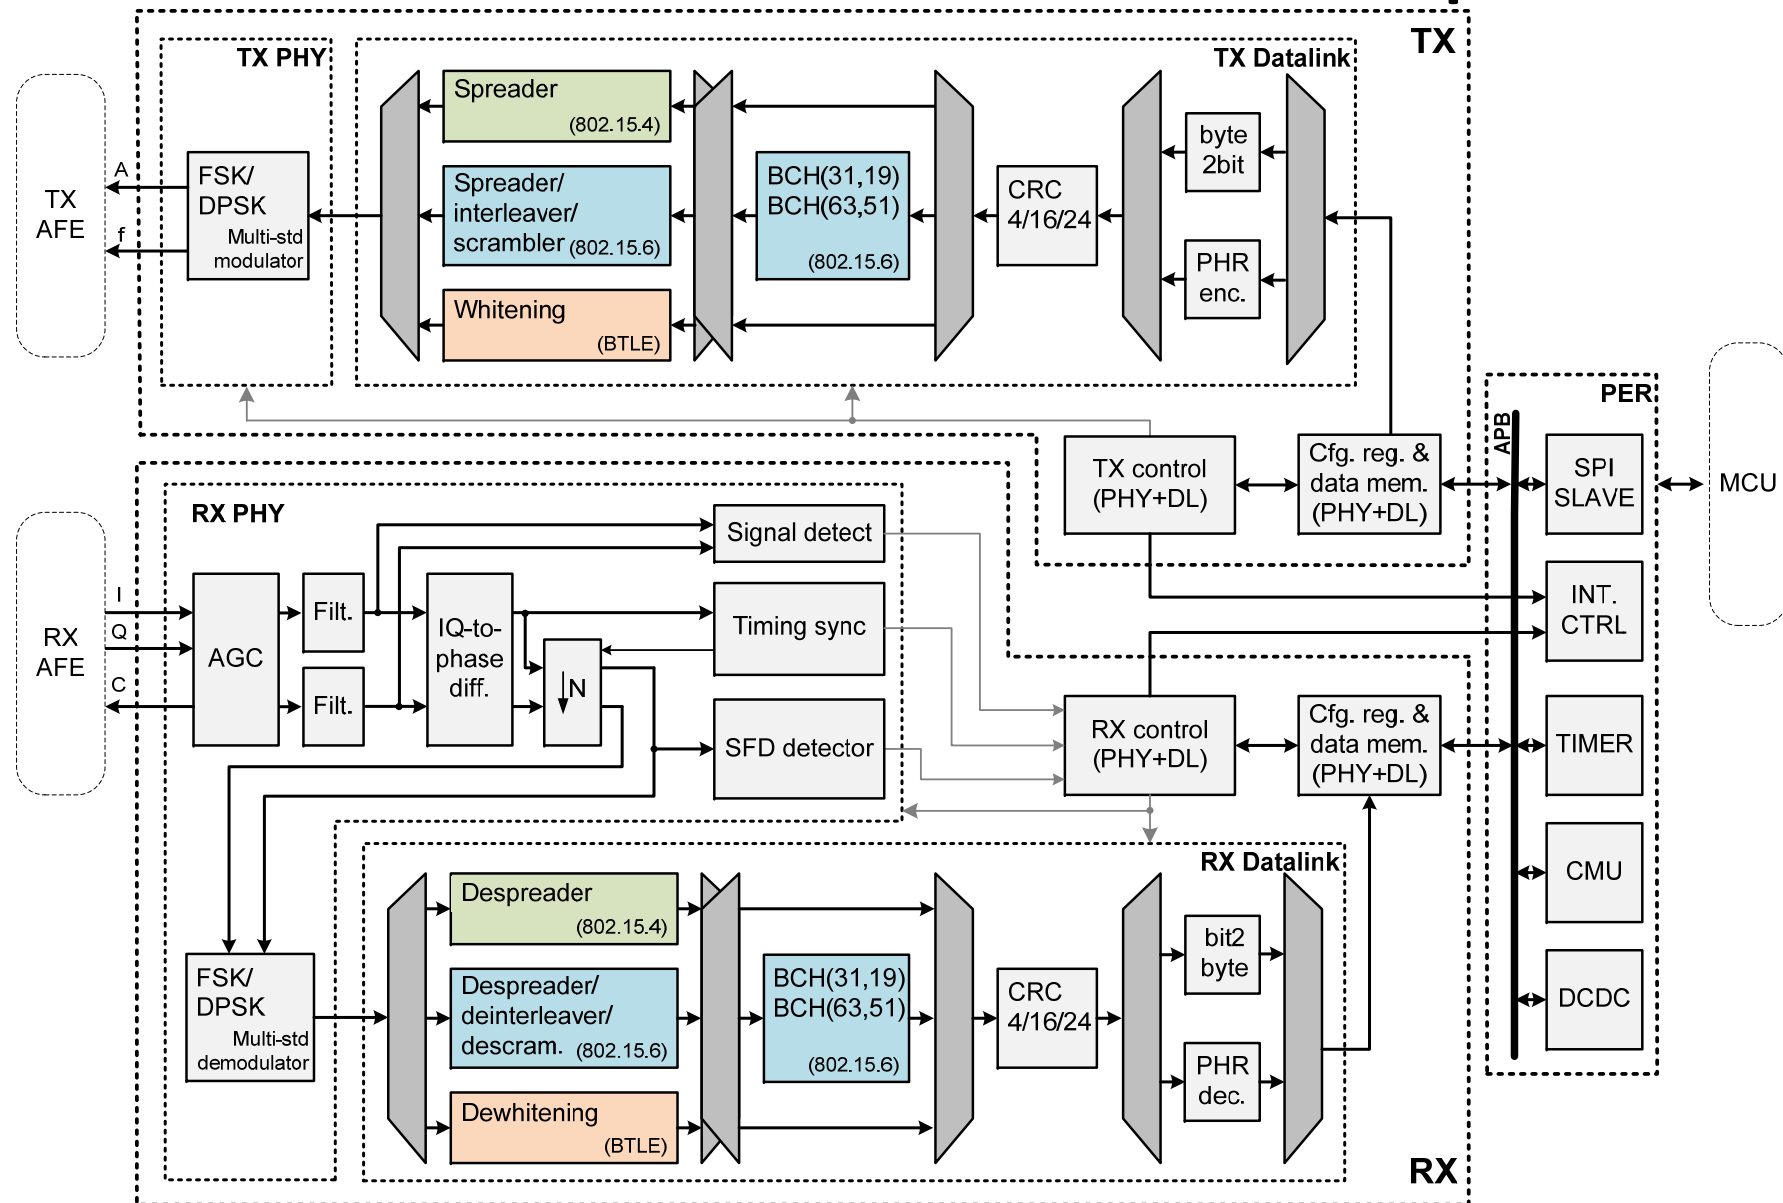 TX
TX PHY
TX Datalink
Spreader
(802.15.4)
Spreader/
interleaver/
scrambler (802.15.6)
Whitening
(BTLE)
BCH(31,19)
BCH(63,51)
(802.15.6)
CRC
4/16/24
byte
2bit
PHR
enc.
FSK/
DPSK
Multi-std
modulator
A
f
TX
AFE
TX control
(PHY+DL)
Cfg. reg. &
data mem.
(PHY+DL)
PER
APB
SPI
SLAVE
MCU
INT.
CTRL
TIMER
CMU
DCDC
RX PHY
RX
AFE
I
Q
C
AGC
Filt.
Filt.
IQ-to-
phase
diff.
↓N
Signal detect
Timing sync
SFD detector
RX control
(PHY+DL)
Cfg. reg. &
data mem.
(PHY+DL)
RX Datalink
FSK/
DPSK
Multi-std
demodulator
Despreader
(802.15.4)
Despreader/
deinterleaver/
descram. (802.15.6)
Dewhitening
(BTLE)
BCH(31,19)
BCH(63,51)
(802.15.6)
CRC
4/16/24
bit2
byte
PHR
dec.
RX